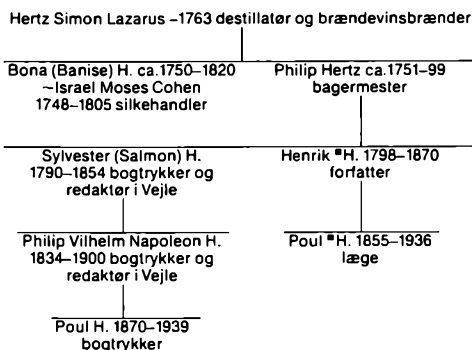 Hertz Simon Lazarus –1763 destillatør og brændevinsbrænder
Bona (Banise) H. ca.1750–1820
~Israel Moses Cohen
1748–1805 silkehandler
Philip Hertz ca.1751–99
bagermester
Sylvester (Salmon) H.
1790–1854 bogtrykker og
redaktør i Vejle
Henrik ■H. 1798–1870
forfatter
Philip Vilhelm Napoleon H.
1834–1900 bogtrykker og
redaktør i Vejle
Poul ■H. 1855–1936
læge
Poul H. 1870–1939
bogtrykker